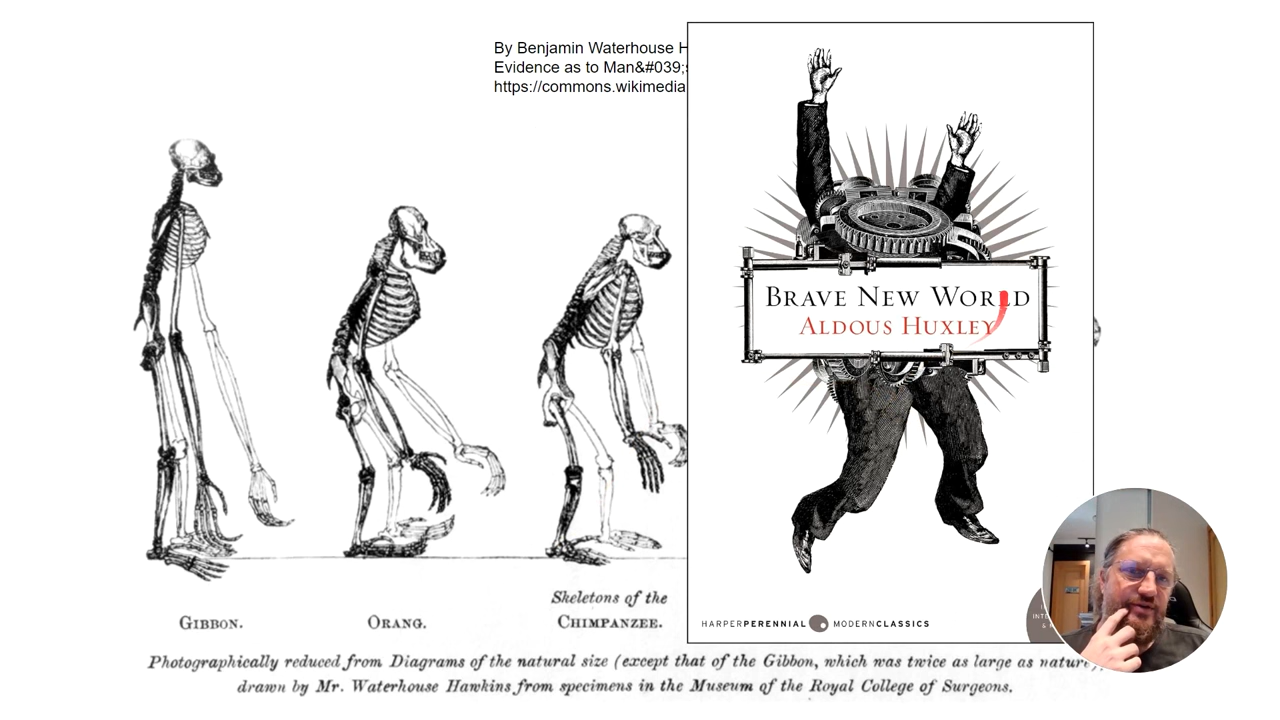 By Benjamin Waterhouse H
Evidence as to Man&#039;s
https://commons.wikimedia
BRAVE NEW WORLD
ALDOUS HUXLEY
Skeletons of the
GIBBON. ORANG. CHIMPANZEE.
HARPERPERENNIAL MODERNCLASSICS
Photographically reduced from Diagrams of the natural size (except that of the Gibbon, which was twice as large as nature),
drawn by Mr. Waterhouse Hawkins from specimens in the Museum of the Royal College of Surgeons.